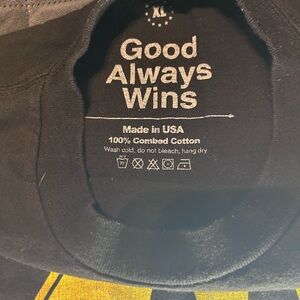 XL
Good
Always
Wins
Made in USA
100% Combed Cotton
Wash cold, do not bleach, hang dry